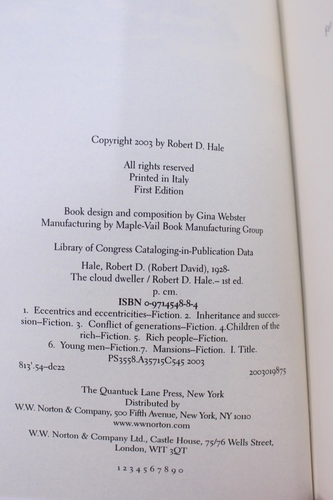 Copyright 2003 by Robert D. Hale
All rights reserved
Printed in Italy
First Edition
Book design and composition by Gina Webster
Manufacturing by Maple-Vail Book Manufacturing Group
Library of Congress Cataloging-in-Publication Data
Hale, Robert D. (Robert David), 1928-
The cloud dweller / Robert D. Hale.– 1st ed.
p. cm.
ISBN 0-9714548-8-4
1. Eccentrics and eccentricities–Fiction. 2. Inheritance and succes-
sion–Fiction. 3. Conflict of generations–Fiction. 4.Children of the
rich–Fiction. 5. Rich people–Fiction.
6. Young men–Fiction.7. Mansions–Fiction. I. Title.
PS3558.A35715C545 2003
813'.54-dc22 2003019875
The Quantuck Lane Press, New York
Distributed by
W.W. Norton & Company, 500 Fifth Avenue, New York, NY 10110
www.wwnorton.com
W.W. Norton & Company Ltd., Castle House, 75/76 Wells Street,
London, WIT 3QT
1 2 3 4 5 6 7 8 9 0